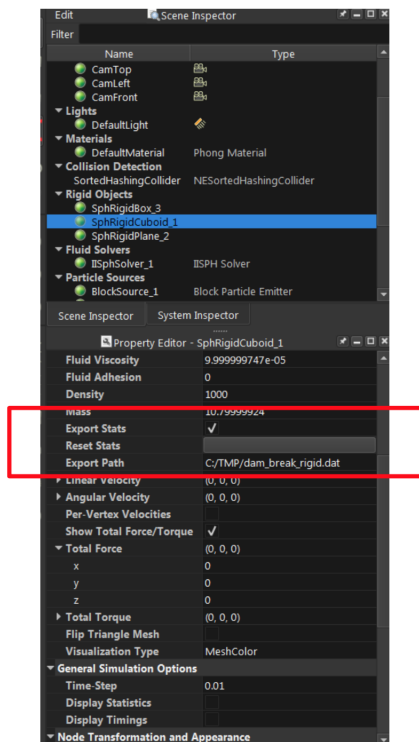 Edit Scene Inspector
Filter
Name Type
CamTop
CamLeft
CamFront
Lights
DefaultLight
Materials
DefaultMaterial Phong Material
Collision Detection
SortedHashingCollider NESortedHashingCollider
Rigid Objects
SphRigidBox_3
SphRigidCuboid_1
SphRigidPlane_2
Fluid Solvers
IISphSolver_1 IISPH Solver
Particle Sources
BlockSource_1 Block Particle Emitter
Scene Inspector System Inspector
Property Editor - SphRigidCuboid_1
Fluid Viscosity 9.999999747e-05
Fluid Adhesion 0
Density 1000
Mass 10.79999924
Export Stats
Reset Stats
Export Path C:/TMP/dam_break_rigid.dat
Linear Velocity (0, 0, 0)
Angular Velocity (0, 0, 0)
Per-Vertex Velocities
Show Total Force/Torque
Total Force (0, 0, 0)
x 0
y 0
z 0
Total Torque (0, 0, 0)
Flip Triangle Mesh
Visualization Type MeshColor
General Simulation Options
Time-Step 0.01
Display Statistics
Display Timings
Node Transformation and Appearance